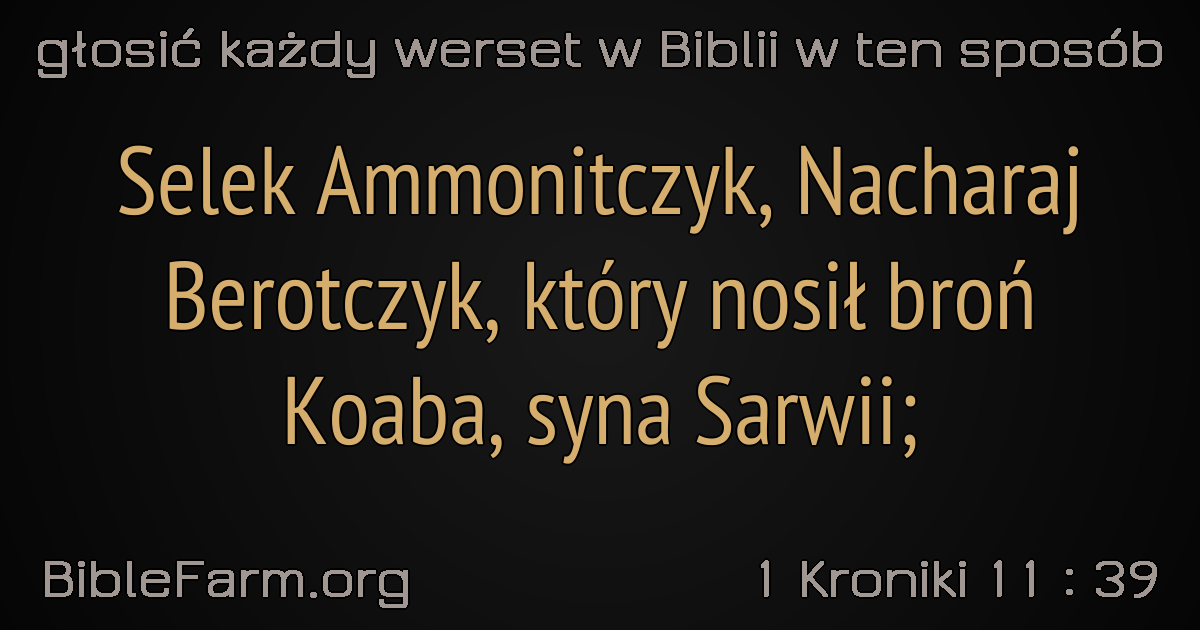 głosić każdy werset w Biblii w ten sposób
Selek Ammonitczyk, Nacharaj
Berotczyk, który nosił broń
Koaba, syna Sarwii;
BibleFarm.org
1 Kroniki 11 : 39